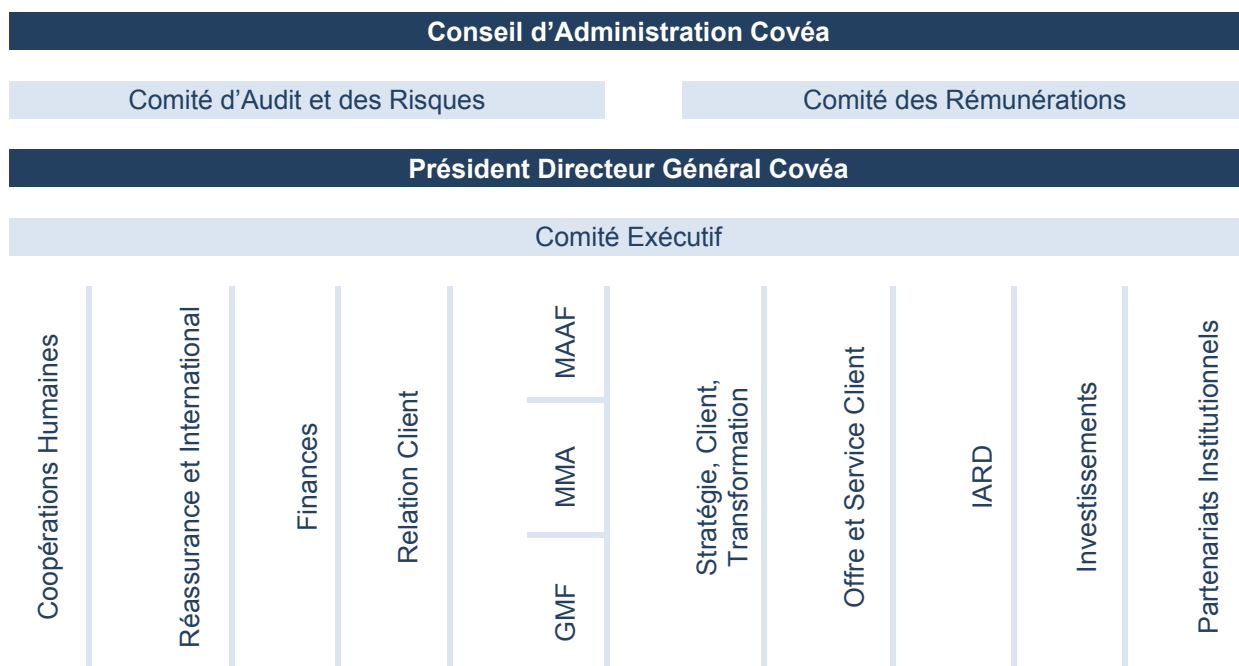 Conseil d’Administration Covéa
Comité d’Audit et des Risques
Comité des Rémunérations
Président Directeur Général Covéa
Comité Exécutif
Coopérations Humaines
Réassurance et International
Finances
Relation Client
MAAF
MMA
GMF
Stratégie, Client,
Transformation
Offre et Service Client
IARD
Investissements
Partenariats Institutionnels